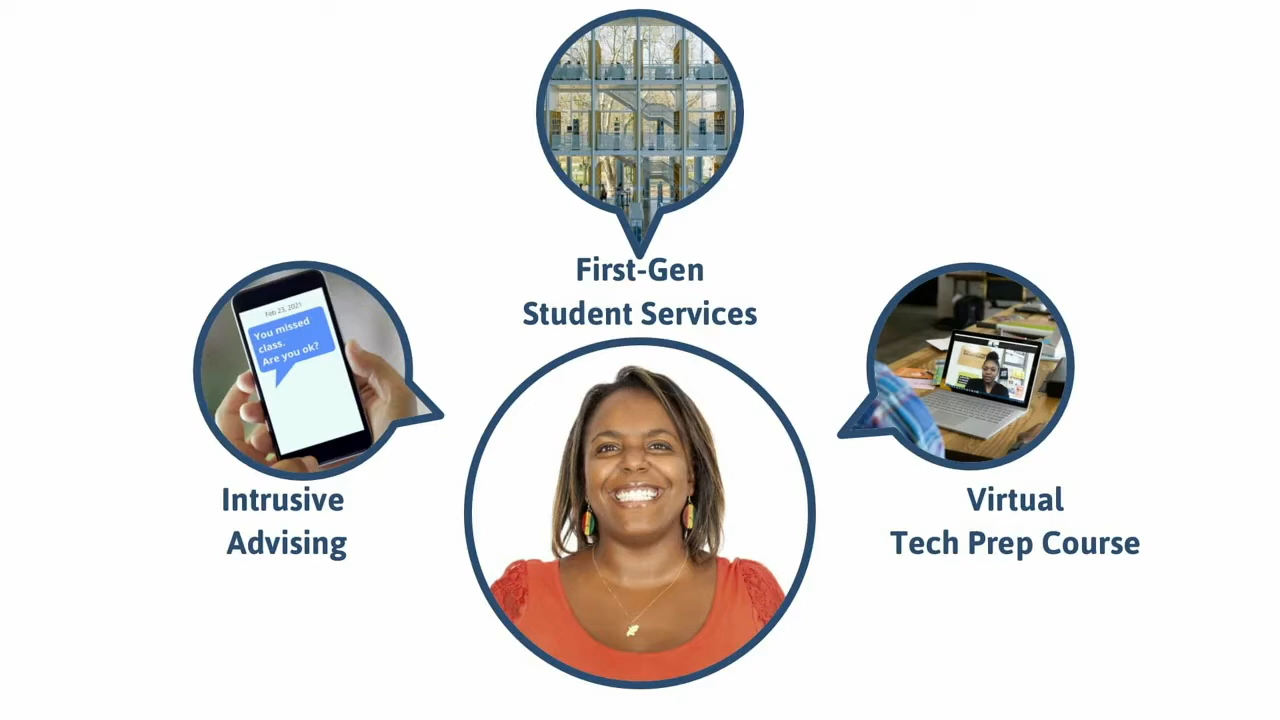 First-Gen
Student Services
Feb 23, 2021
You missed
class.
Are you ok?
Intrusive
Advising
Virtual
Tech Prep Course